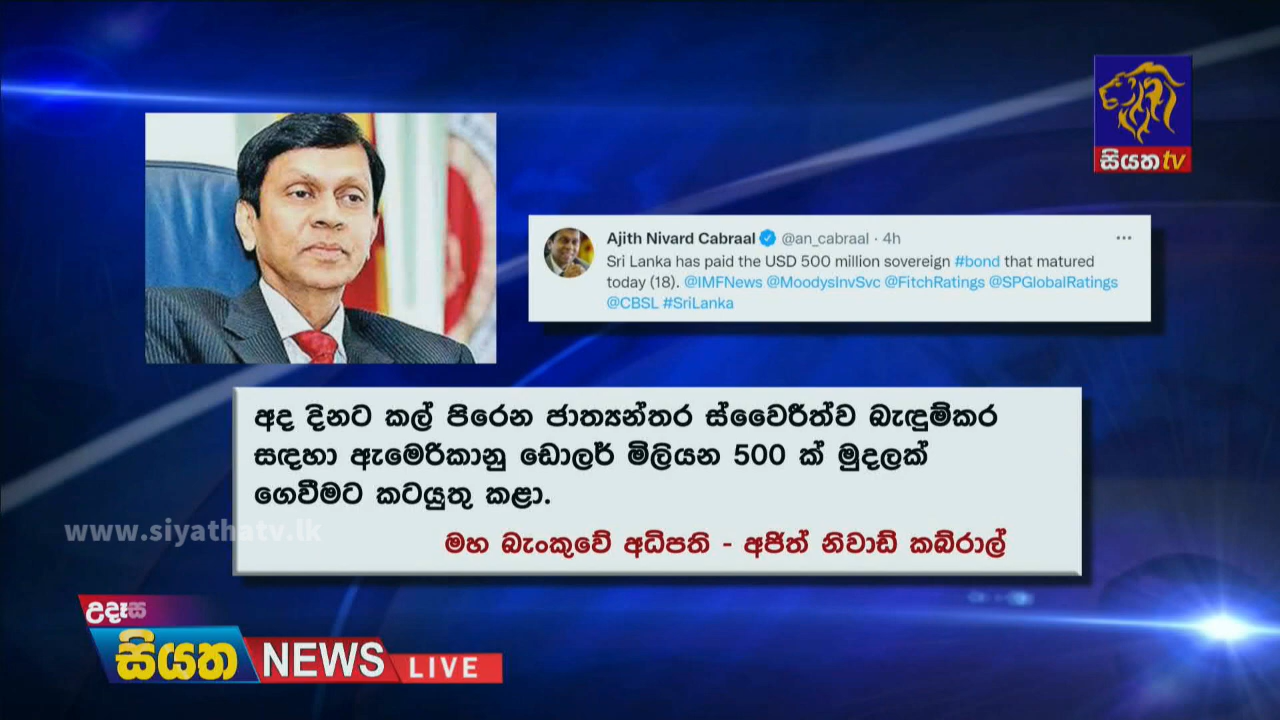 සියත tv
Ajith Nivard Cabraal @an_cabraal · 4h
Sri Lanka has paid the USD 500 million sovereign #bond that matured
today (18). @IMFNews @MoodysInvSvc @FitchRatings @SPGlobalRatings
@CBSL #SriLanka
අද දිනට කල් පිරෙන ජාත්‍යන්තර ස්වෛරීත්ව බැඳුම්කර
සඳහා ඇමෙරිකානු ඩොලර් මිලියන 500 ක් මුදලක්
ගෙවීමට කටයුතු කළා.
මහ බැංකුවේ අධිපති - අජිත් නිවාඩ් කබ්රාල්
www.siyathatv.lk
උදෑස
සියත NEWS LIVE